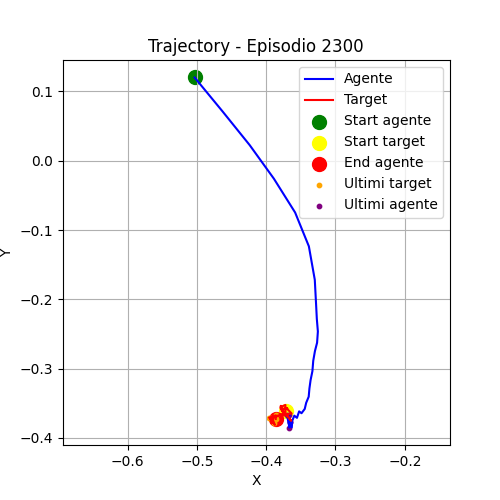 Trajectory - Episodio 2300
Agente
Target
Start agente
Start target
End agente
Ultimi target
Ultimi agente
0.1
0.0
−0.1
−0.2
−0.3
−0.4
Y
−0.6
−0.5
−0.4
−0.3
−0.2
X